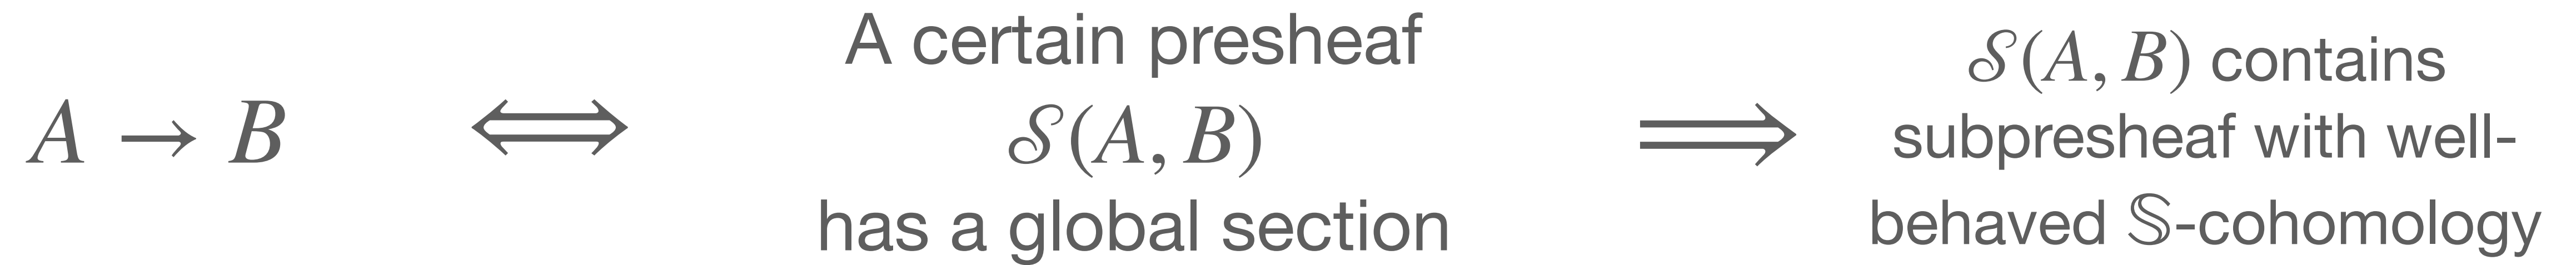 A → B
⟺
A certain presheaf
𝒮(A, B)
has a global section
⟹
𝒮(A, B) contains
subpresheaf with well-
behaved 𝕊-cohomology